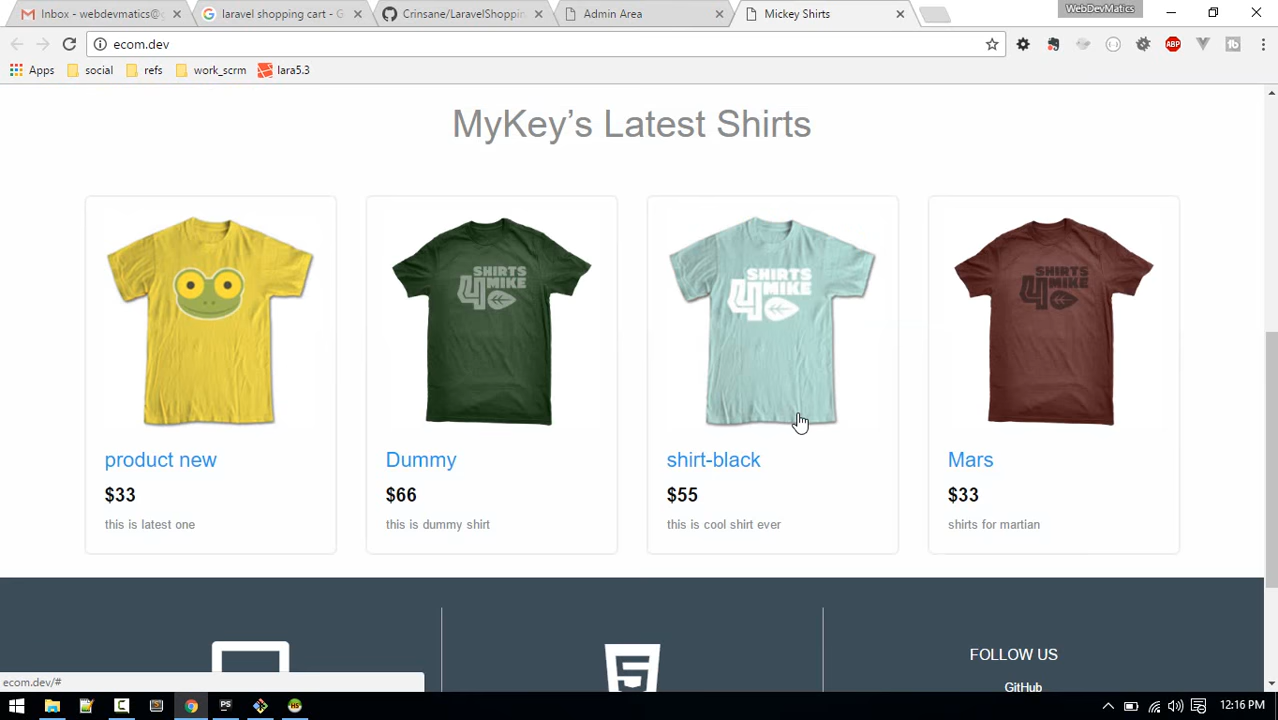 WebDevMatics
Inbox - webdevmatics@g
laravel shopping cart - G
Crinsane/LaravelShoppin
Admin Area
Mickey Shirts
ecom.dev
ABP
Apps
social
refs
work_scrm
lara5.3
MyKey’s Latest Shirts
SHIRTS
4 MIKE
SHIRTS
4 MIKE
SHIRTS
4 MIKE
product new
Dummy
shirt-black
Mars
$33
$66
$55
$33
this is latest one
this is dummy shirt
this is cool shirt ever
shirts for martian
FOLLOW US
GitHub
ecom.dev/#
12:16 PM